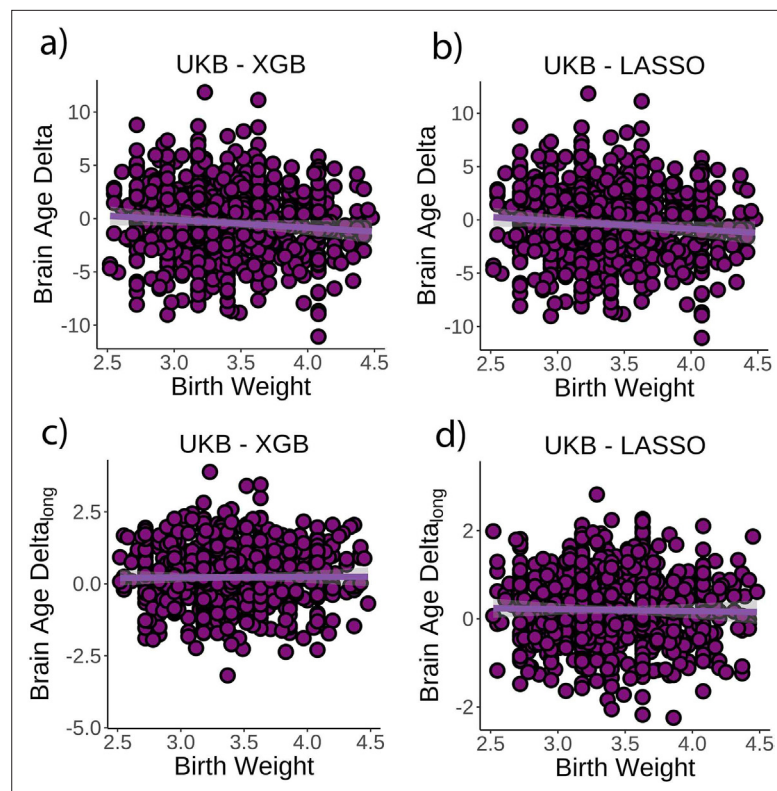 a)
UKB - XGB
Brain Age Delta
10
5
0
-5
-10
2.5 3.0 3.5 4.0 4.5
Birth Weight
b)
UKB - LASSO
Brain Age Delta
10
5
0
-5
-10
2.5 3.0 3.5 4.0 4.5
Birth Weight
c)
UKB - XGB
Brain Age Delta long
2.5
0.0
-2.5
-5.0
2.5 3.0 3.5 4.0 4.5
Birth Weight
d)
UKB - LASSO
Brain Age Delta long
2
0
-2
2.5 3.0 3.5 4.0 4.5
Birth Weight